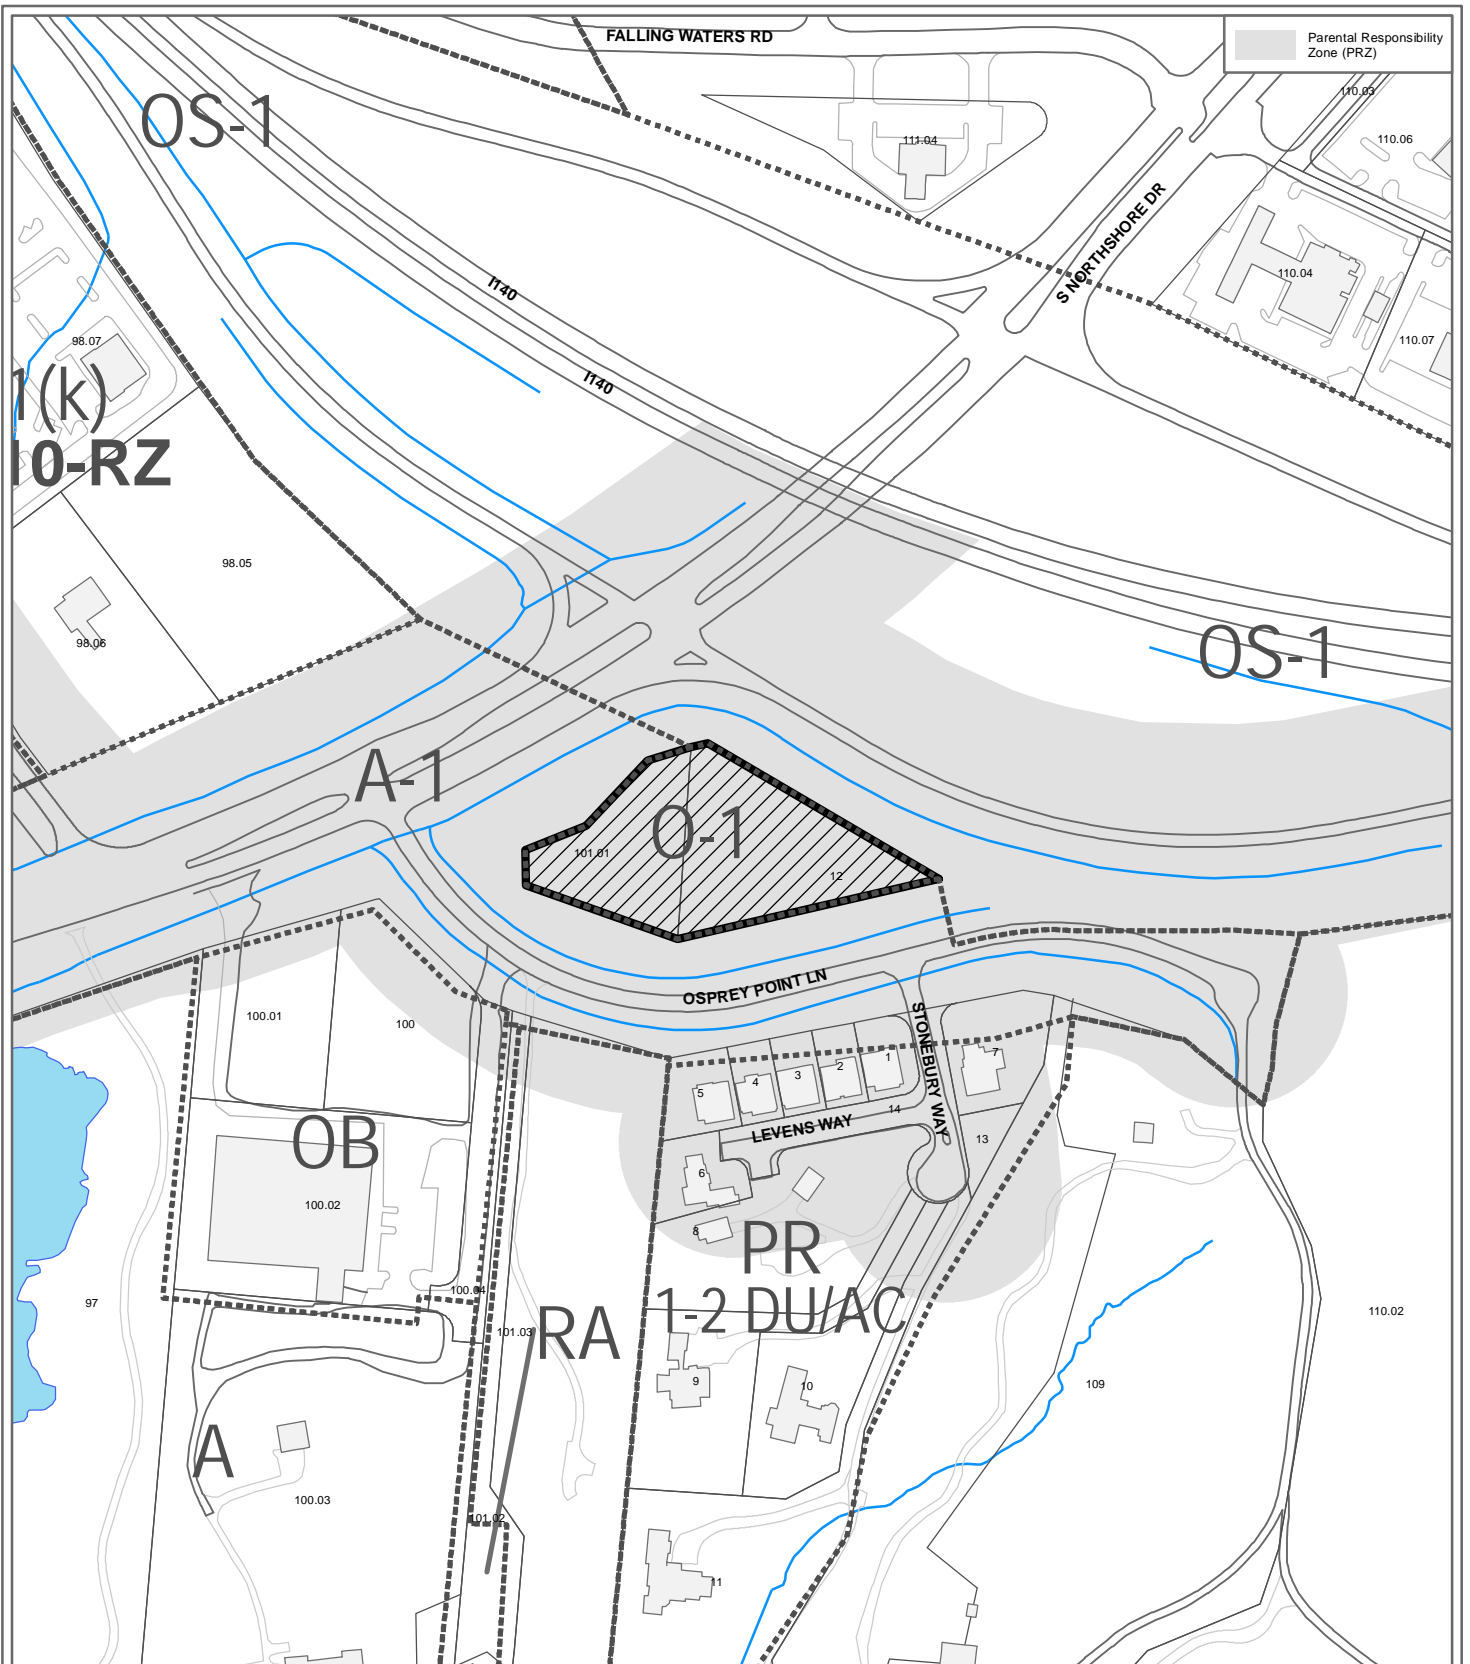 FALLING WATERS RD
Parental Responsibility
Zone (PRZ)
110.03
OS-1
111.04
110.06
S NORTHSHORE DR
110.04
I140
98.07
110.07
I140
1(k)
10-RZ
98.05
98.06
OS-1
A-1
O-1
101.01
12
OSPREY POINT LN
STONEBURY WAY
100.01
100
7
1
2
3
4
5
14
LEVENS WAY
13
OB
6
100.02
8
PR
1-2 DU/AC
100.04
97
101.03
RA
110.02
9
10
109
A
100.03
101.02
11